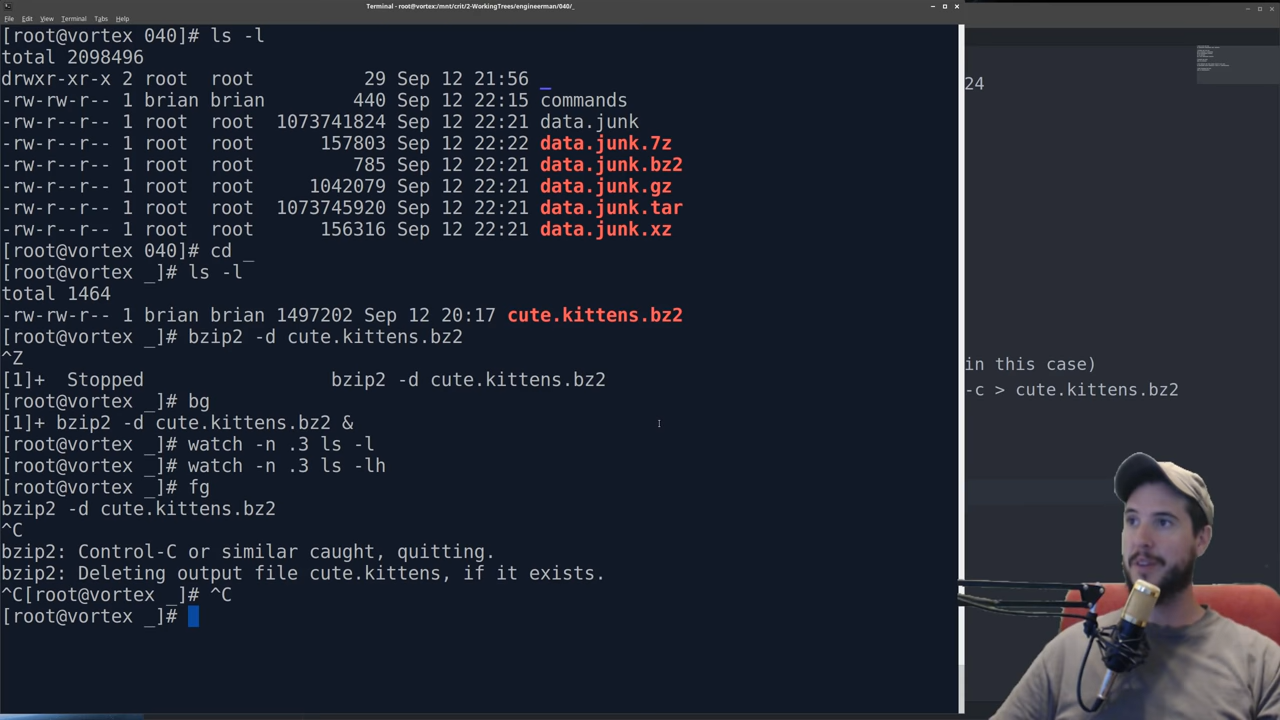 Terminal - root@vortex:/mnt/crit/2-WorkingTrees/engineerman/040/_
File Edit View Terminal Tabs Help
[root@vortex 040]# ls -l
total 2098496
drwxr-xr-x 2 root root 29 Sep 12 21:56 _
-rw-rw-r-- 1 brian brian 440 Sep 12 22:15 commands
-rw-r--r-- 1 root root 1073741824 Sep 12 22:21 data.junk
-rw-r--r-- 1 root root 157803 Sep 12 22:22 data.junk.7z
-rw-r--r-- 1 root root 785 Sep 12 22:21 data.junk.bz2
-rw-r--r-- 1 root root 1042079 Sep 12 22:21 data.junk.gz
-rw-r--r-- 1 root root 1073745920 Sep 12 22:21 data.junk.tar
-rw-r--r-- 1 root root 156316 Sep 12 22:21 data.junk.xz
[root@vortex 040]# cd _
[root@vortex _]# ls -l
total 1464
-rw-rw-r-- 1 brian brian 1497202 Sep 12 20:17 cute.kittens.bz2
[root@vortex _]# bzip2 -d cute.kittens.bz2
^Z
[1]+ Stopped bzip2 -d cute.kittens.bz2
[root@vortex _]# bg
[1]+ bzip2 -d cute.kittens.bz2 &
[root@vortex _]# watch -n .3 ls -l
[root@vortex _]# watch -n .3 ls -lh
[root@vortex _]# fg
bzip2 -d cute.kittens.bz2
^C
bzip2: Control-C or similar caught, quitting.
bzip2: Deleting output file cute.kittens, if it exists.
^C[root@vortex _]# ^C
[root@vortex _]#
24
in this case)
-c > cute.kittens.bz2